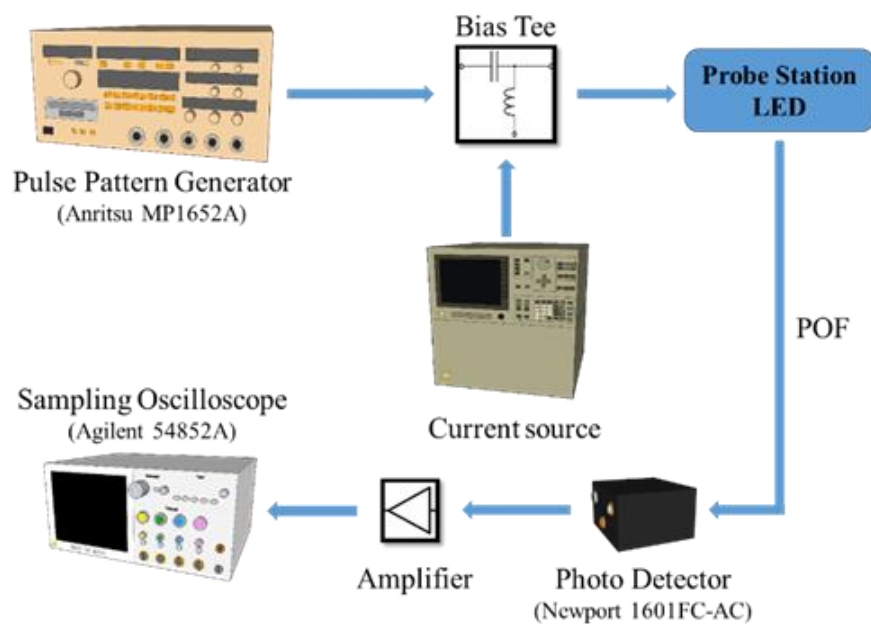 Bias Tee
Probe Station
LED
Pulse Pattern Generator
(Anritsu MP1652A)
POF
Sampling Oscilloscope
(Agilent 54852A)
Current source
Amplifier
Photo Detector
(Newport 1601FC-AC)